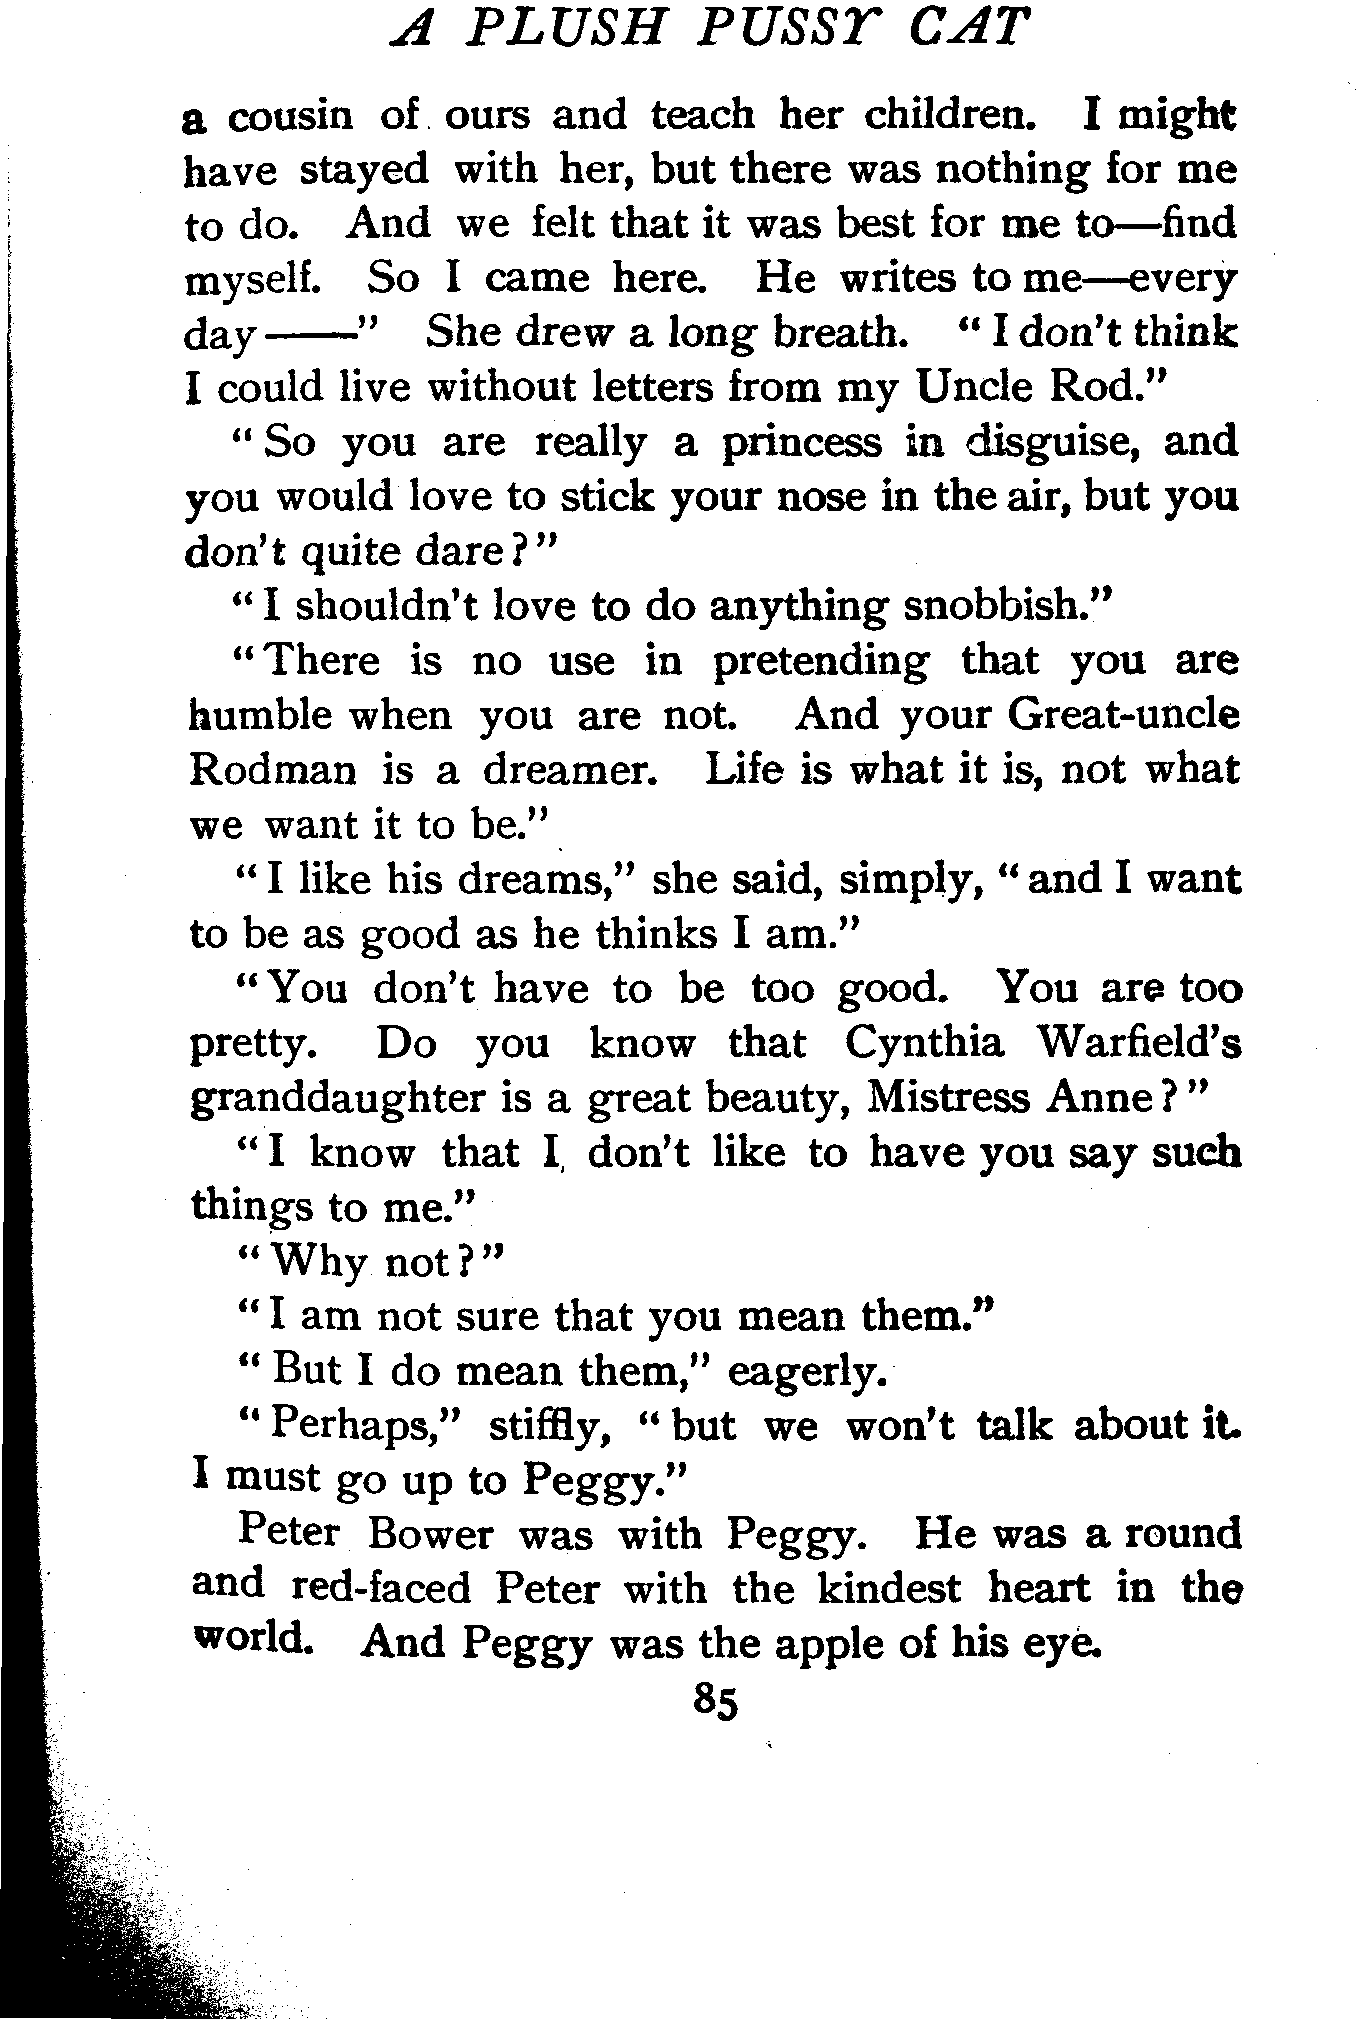 A PLUSH PUSSY CAT
a cousin of ours and teach her children. I might
have stayed with her, but there was nothing for me
to do. And we felt that it was best for me to—find
myself. So I came here. He writes to me—every
day——" She drew a long breath. "I don't think
I could live without letters from my Uncle Rod."
"So you are really a princess in disguise, and
you would love to stick your nose in the air, but you
don't quite dare?"
"I shouldn't love to do anything snobbish."
"There is no use in pretending that you are
humble when you are not. And your Great-uncle
Rodman is a dreamer. Life is what it is, not what
we want it to be."
"I like his dreams," she said, simply, "and I want
to be as good as he thinks I am."
"You don't have to be too good. You are too
pretty. Do you know that Cynthia Warfield's
granddaughter is a great beauty, Mistress Anne?"
"I know that I don't like to have you say such
things to me."
"Why not?"
"I am not sure that you mean them."
"But I do mean them," eagerly.
"Perhaps," stiffly, "but we won't talk about it.
I must go up to Peggy."
Peter Bower was with Peggy. He was a round
and red-faced Peter with the kindest heart in the
world. And Peggy was the apple of his eye.
85